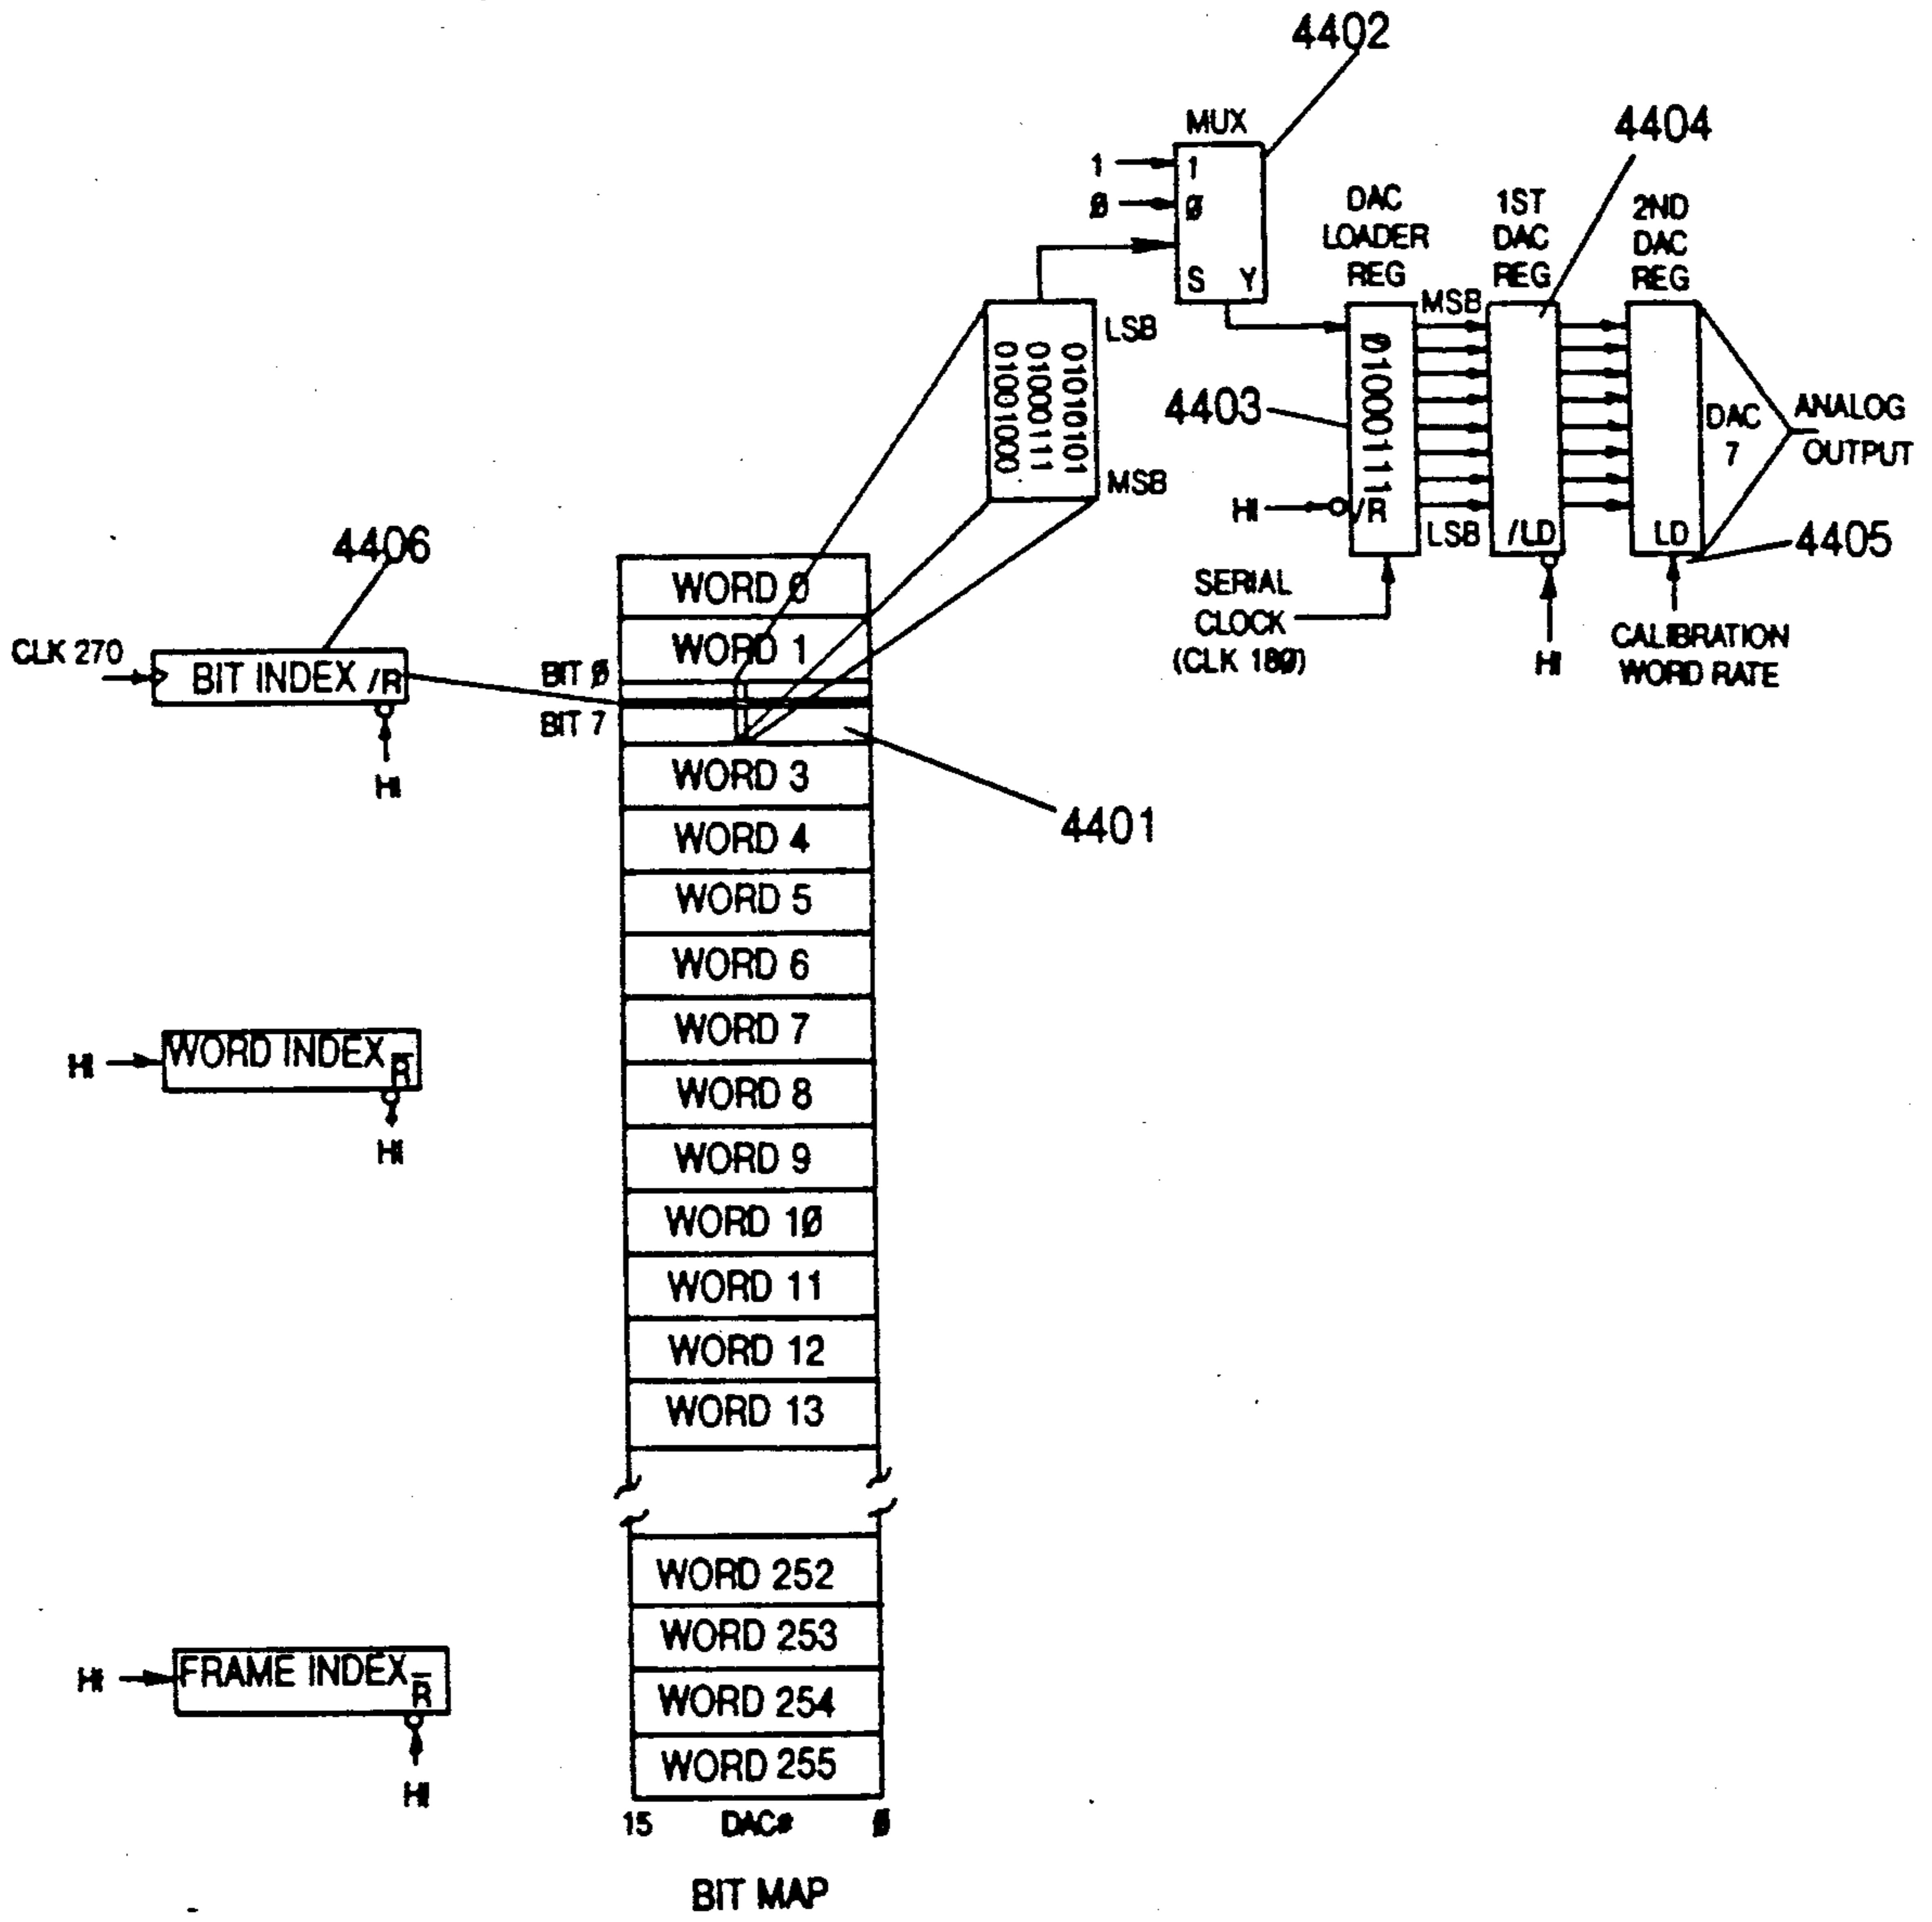 4402
MUX
1
1
Ø
Ø
S Y
4404
DAC
LOADER
REG
1ST
DAC
REG
2ND
DAC
REG
MSB
LSB
01010101
01000111
01001000
MSB
01000111
4403
HI
/R
LSB
/LD
LD
DAC
7
ANALOG
OUTPUT
4405
SERIAL
CLOCK
(CLK 180)
HI
CALIBRATION
WORD RATE
4406
CLK 270
BIT INDEX /R
HI
BIT Ø
BIT 7
4401
WORD Ø
WORD 1
WORD 3
WORD 4
WORD 5
WORD 6
WORD 7
WORD 8
WORD 9
WORD 1Ø
WORD 11
WORD 12
WORD 13
HI
WORD INDEX R̅
HI
WORD 252
WORD 253
WORD 254
WORD 255
HI
FRAME INDEX R̅
HI
15 DAC# Ø
BIT MAP